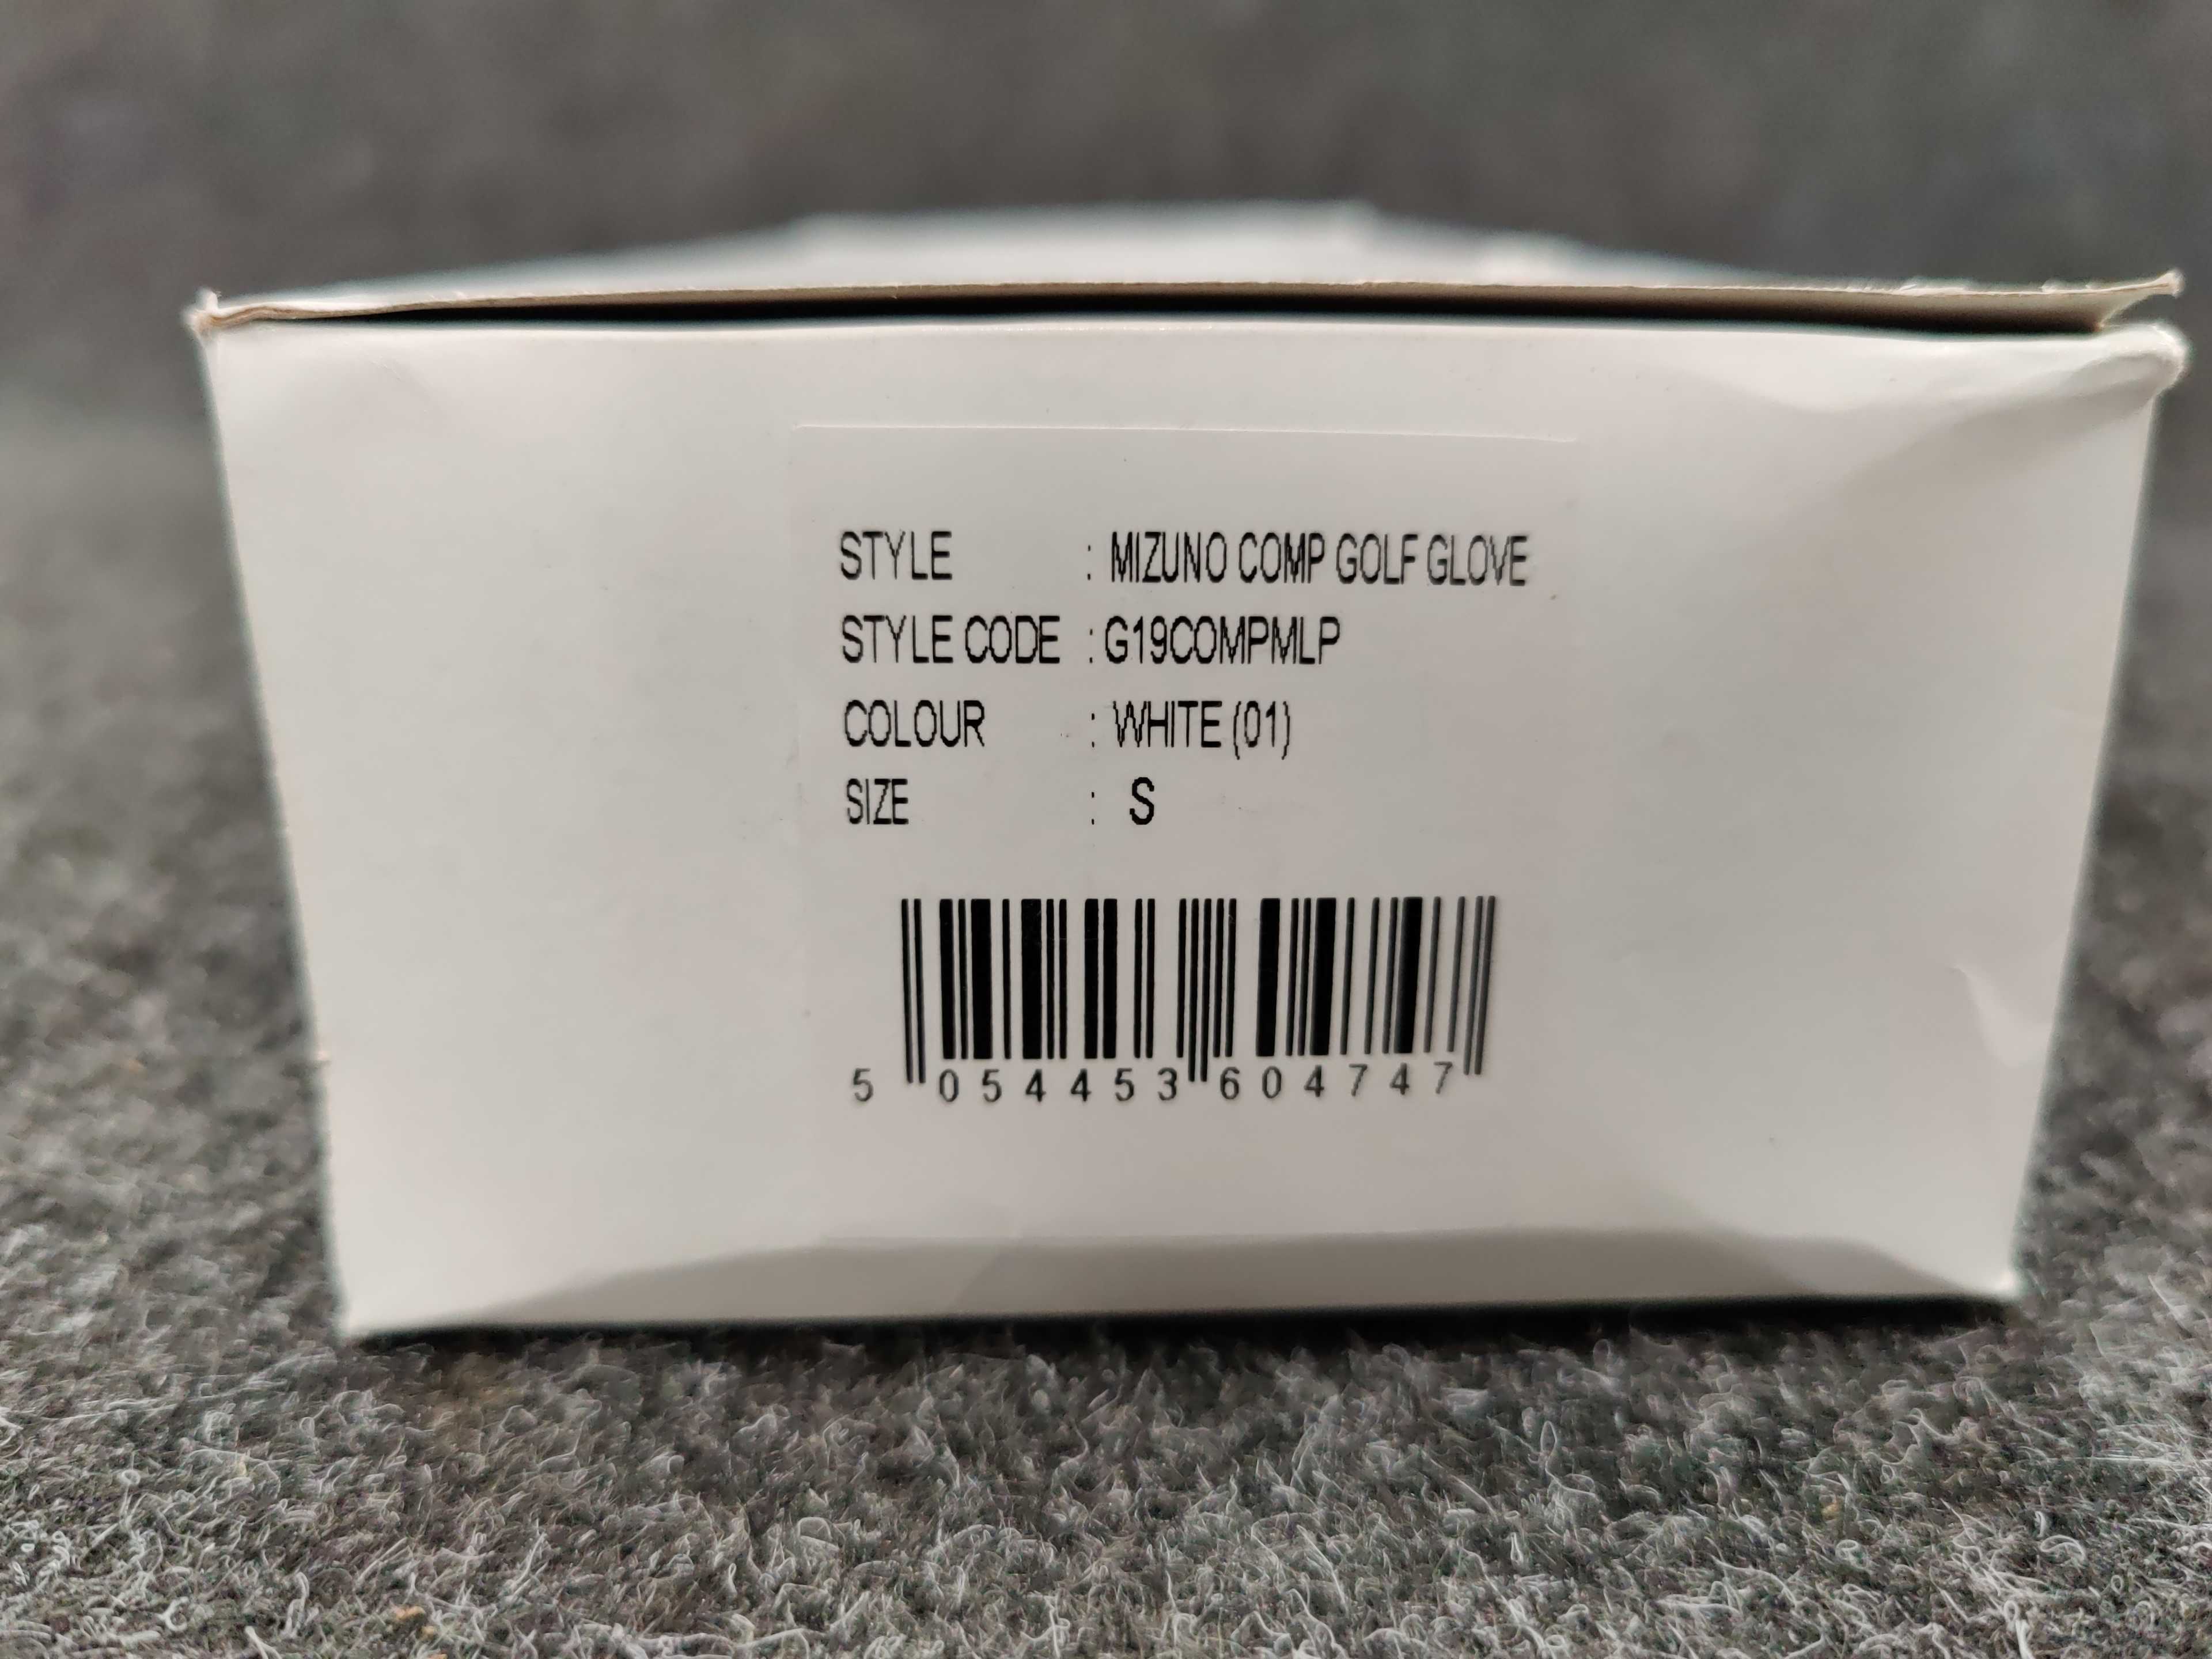 STYLE : MIZUNO COMP GOLF GLOVE
STYLE CODE : G19COMPMLP
COLOUR : WHITE (01)
SIZE : S
5 054453 604747